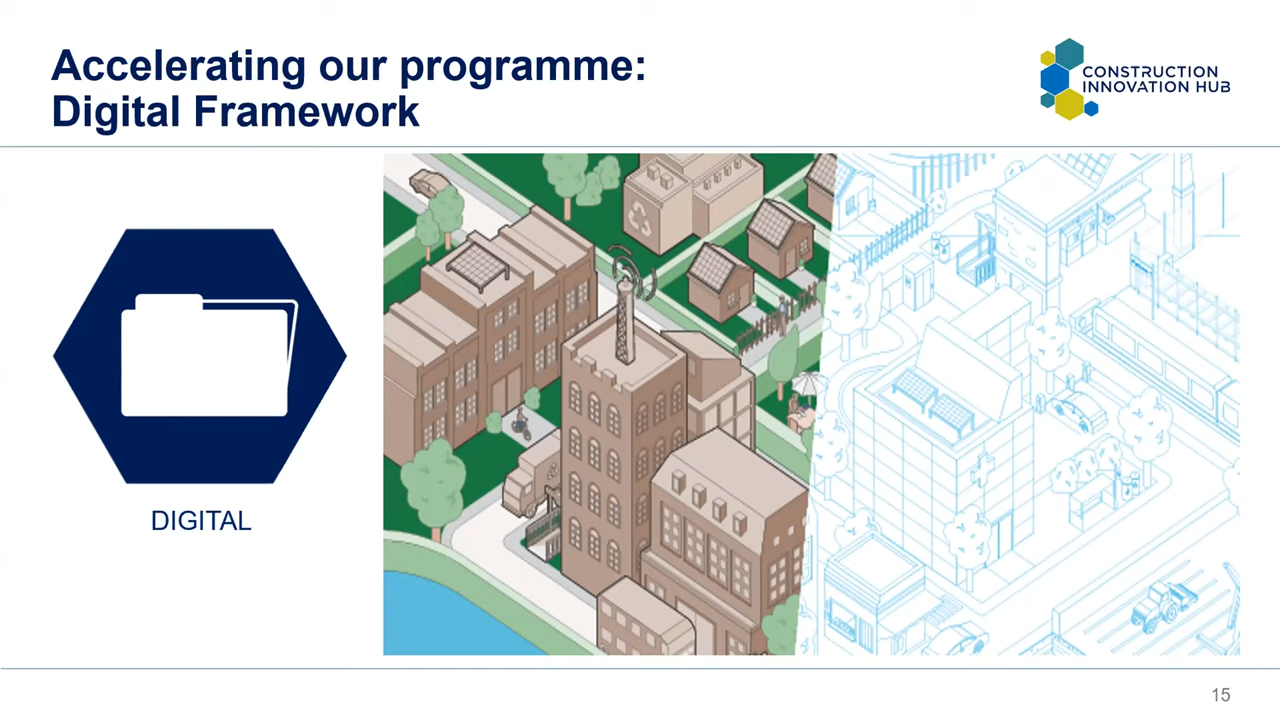 Accelerating our programme:
Digital Framework
CONSTRUCTION
INNOVATION HUB
DIGITAL
15